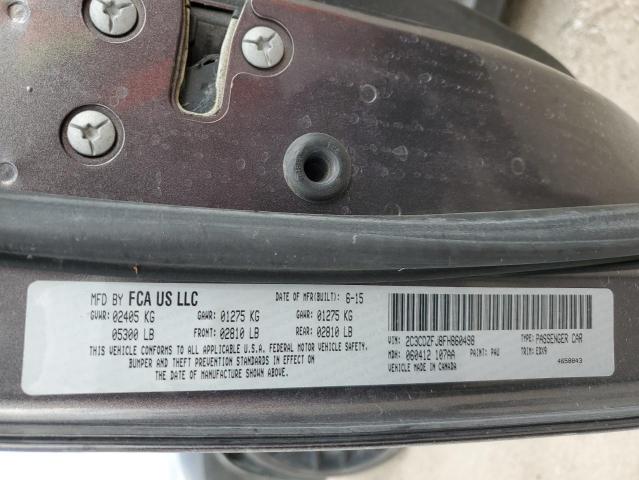 MFD BY FCA US LLC DATE OF MFR(BUILT): 6-15
GVWR: 02405 KG GAWR: 01275 KG GAWR: 01275 KG
05300 LB FRONT: 02810 LB REAR: 02810 LB
THIS VEHICLE CONFORMS TO ALL APPLICABLE U.S.A. FEDERAL MOTOR VEHICLE SAFETY,
BUMPER AND THEFT PREVENTION STANDARDS IN EFFECT ON
THE DATE OF MANUFACTURE SHOWN ABOVE.
VIN: 2C3CDZFJ8FH860498 TYPE: PASSENGER CAR
MDH: 060412 107AA PAINT: PAU TRIM: EDX9
VEHICLE MADE IN CANADA 4650043